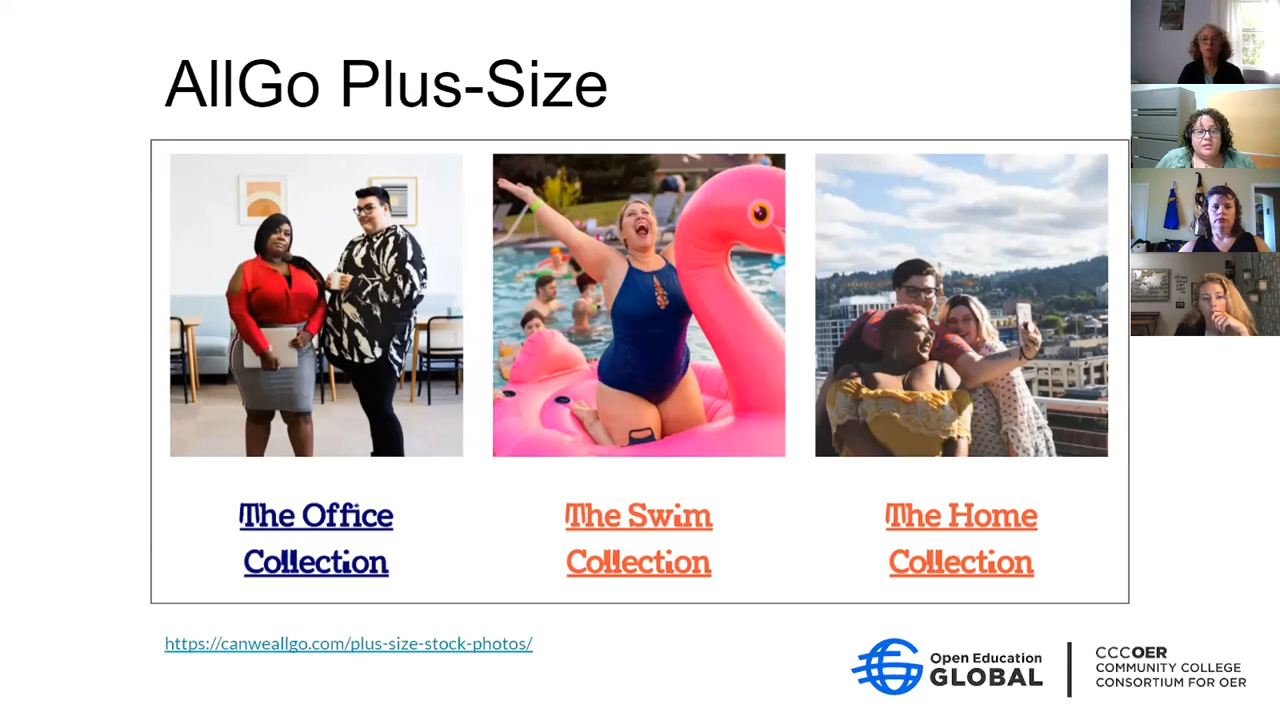 AllGo Plus-Size
The Office
Collection
The Swim
Collection
The Home
Collection
https://canweallgo.com/plus-size-stock-photos/
Open Education
GLOBAL
CCCOER
COMMUNITY COLLEGE
CONSORTIUM FOR OER